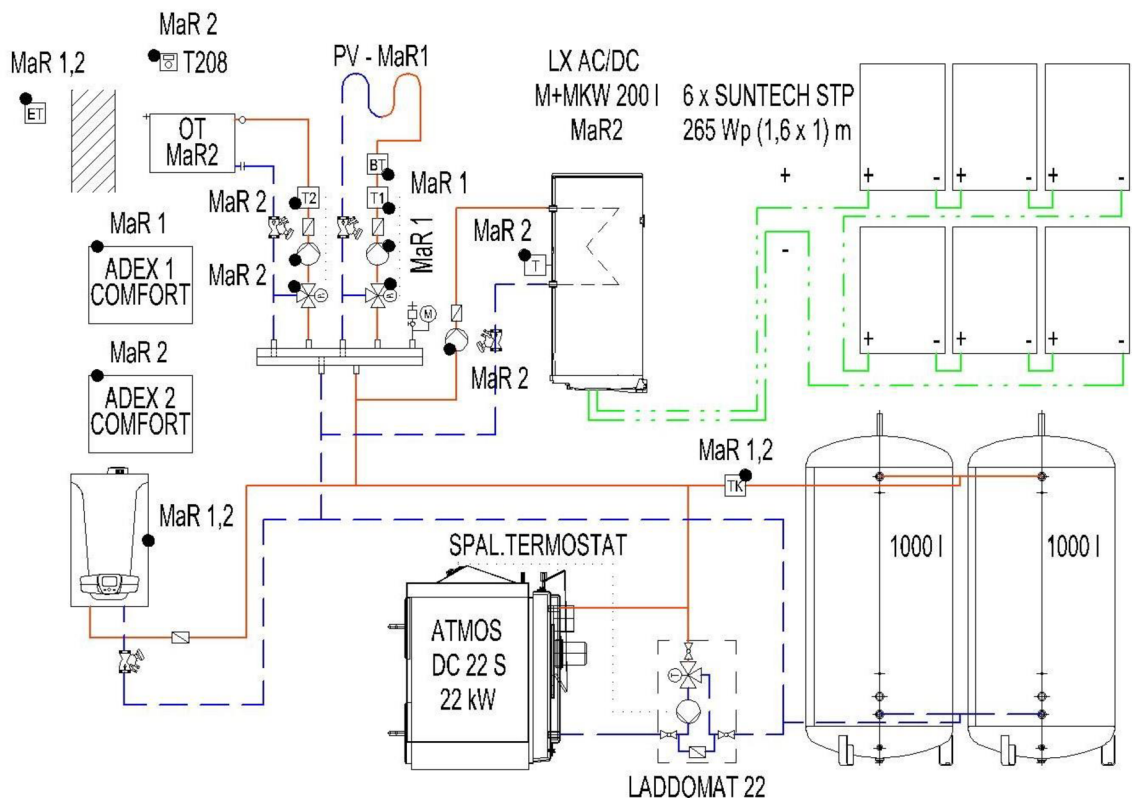 MaR 2
T208
MaR 1,2
ET
OT
MaR2
PV - MaR1
LX AC/DC
M+MKW 200 l
MaR2
6 x SUNTECH STP
265 Wp (1,6 x 1) m
+
-
+ - + - + -
+ - + - + -
BT
T2
T1
MaR 2
MaR 1
MaR 1
MaR 2
M
MaR 2
T
MaR 2
MaR 1
ADEX 1
COMFORT
MaR 2
ADEX 2
COMFORT
MaR 1,2
MaR 1,2
TK
SPAL.TERMOSTAT
ATMOS
DC 22 S
22 kW
T
LADDOMAT 22
1000 l
1000 l